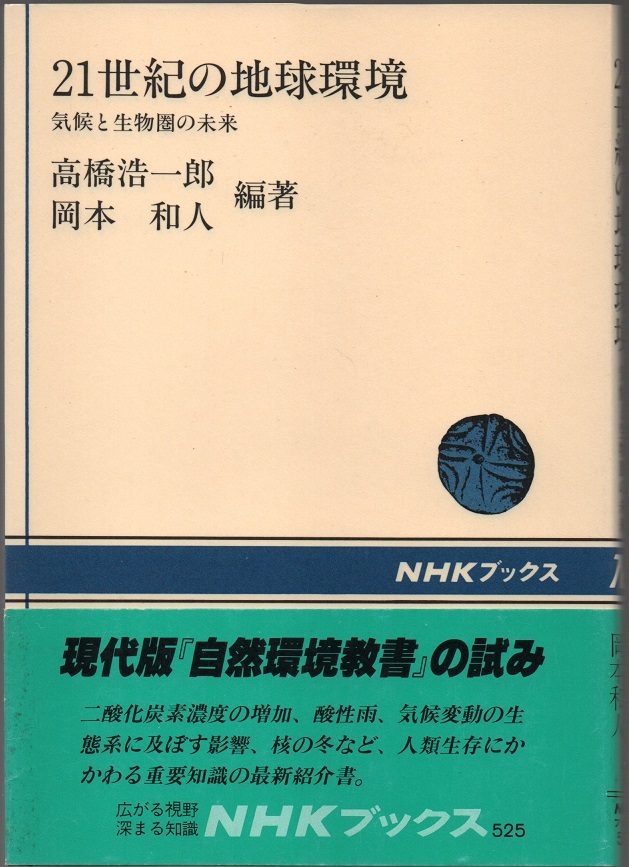 21世紀の地球環境
気候と生物圏の未来
高橋浩一郎
岡本 和人
編著
NHKブックス
現代版『自然環境教書』の試み
二酸化炭素濃度の増加、酸性雨、気候変動の生
態系に及ぼす影響、核の冬など、人類生存にか
かわる重要知識の最新紹介書。
広がる視野
深まる知識
NHKブックス525